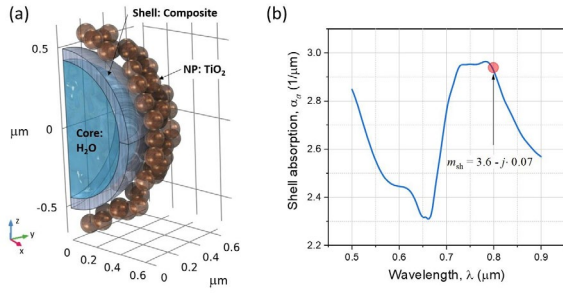 (a)
Shell: Composite
NP: TiO₂
Core:
H₂O
0.5
μm
0
-0.5
z
y
x
0
0.2
0.4
0.6
0
0.2
0.4
0.6
μm
(b)
Shell absorption, α_σ (1/μm)
3.0
2.8
2.6
2.4
2.2
m_sh = 3.6 - j· 0.07
0.5 0.6 0.7 0.8 0.9
Wavelength, λ (μm)